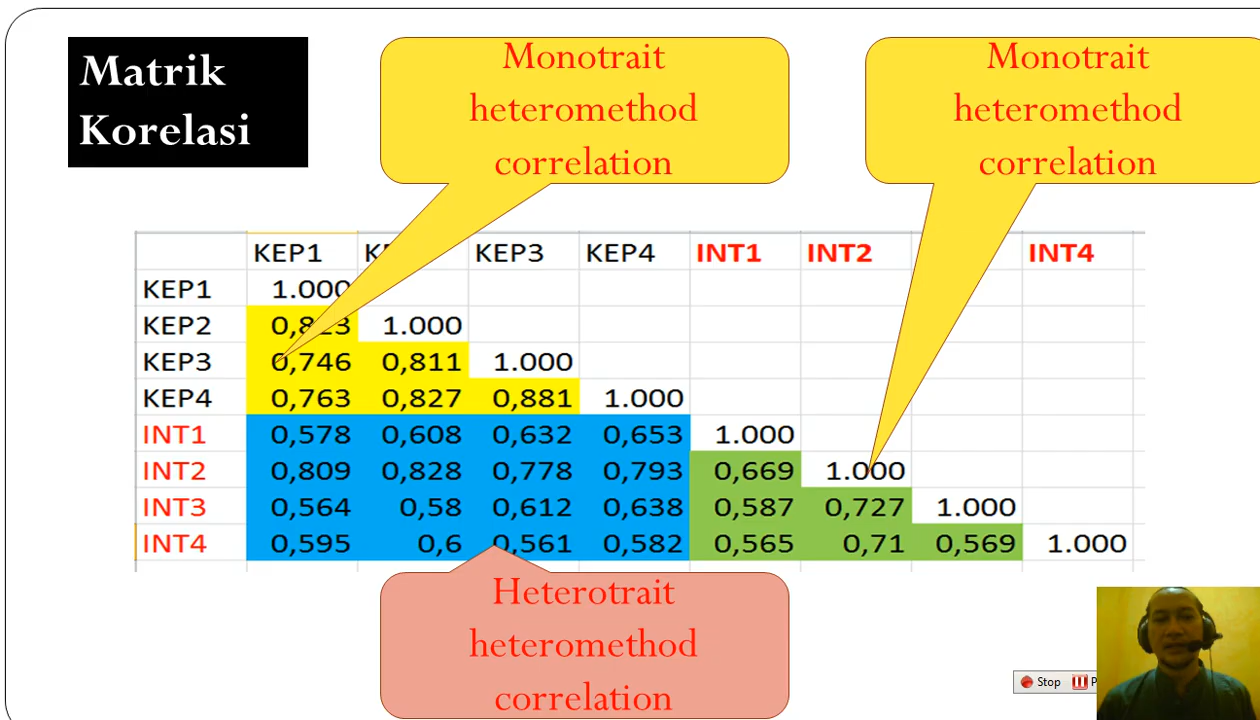 Matrik
Korelasi
Monotrait
heteromethod
correlation
Monotrait
heteromethod
correlation
KEP1 KEP3 KEP4 INT1 INT2 INT4
KEP1 1.000
KEP2 0,823 1.000
KEP3 0,746 0,811 1.000
KEP4 0,763 0,827 0,881 1.000
INT1 0,578 0,608 0,632 0,653 1.000
INT2 0,809 0,828 0,778 0,793 0,669 1.000
INT3 0,564 0,58 0,612 0,638 0,587 0,727 1.000
INT4 0,595 0,6 0,561 0,582 0,565 0,71 0,569 1.000
Heterotrait
heteromethod
correlation
Stop